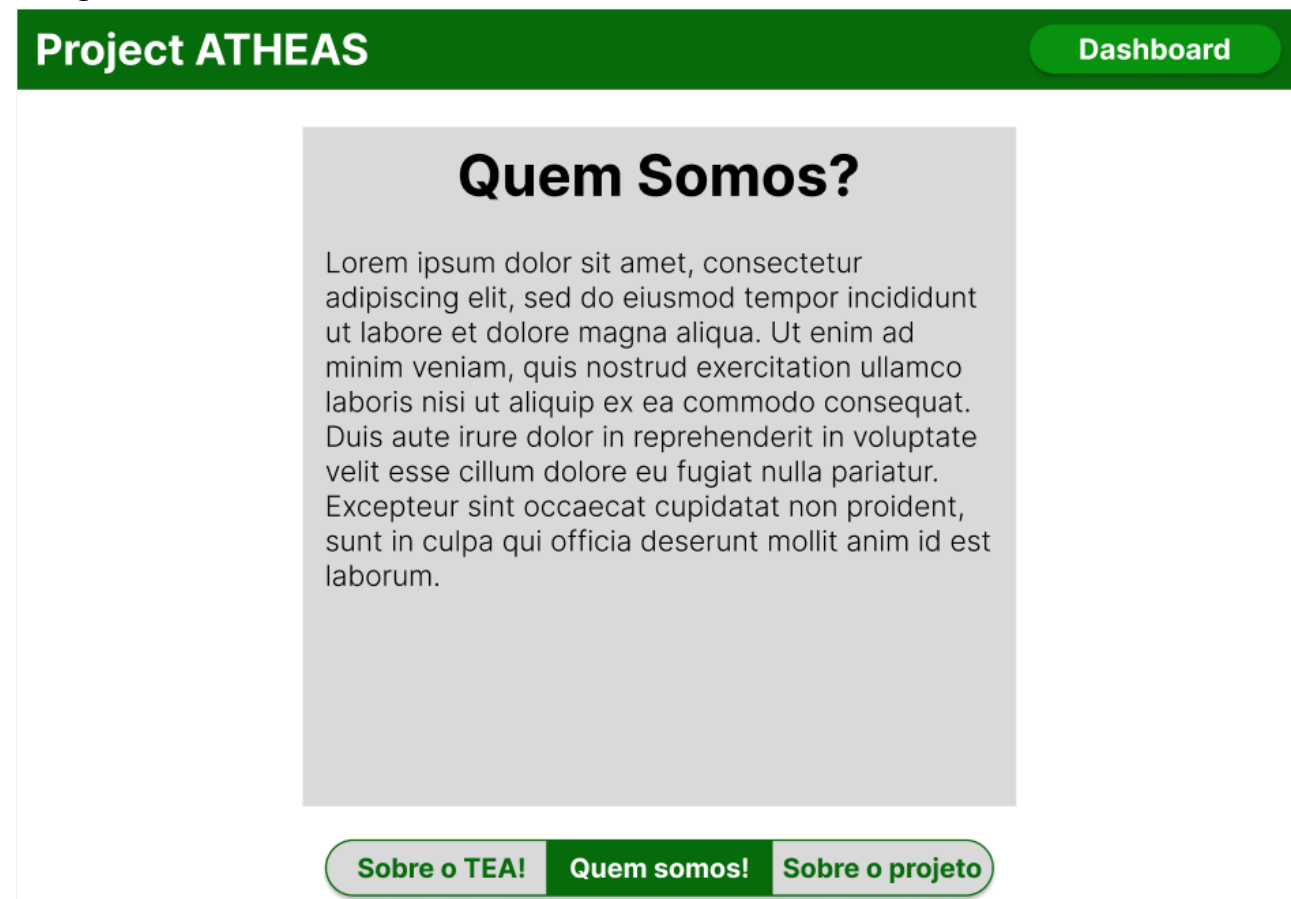 Project ATHEAS
Dashboard
Quem Somos?
Lorem ipsum dolor sit amet, consectetur
adipiscing elit, sed do eiusmod tempor incididunt
ut labore et dolore magna aliqua. Ut enim ad
minim veniam, quis nostrud exercitation ullamco
laboris nisi ut aliquip ex ea commodo consequat.
Duis aute irure dolor in reprehenderit in voluptate
velit esse cillum dolore eu fugiat nulla pariatur.
Excepteur sint occaecat cupidatat non proident,
sunt in culpa qui officia deserunt mollit anim id est
laborum.
Sobre o TEA!
Quem somos!
Sobre o projeto